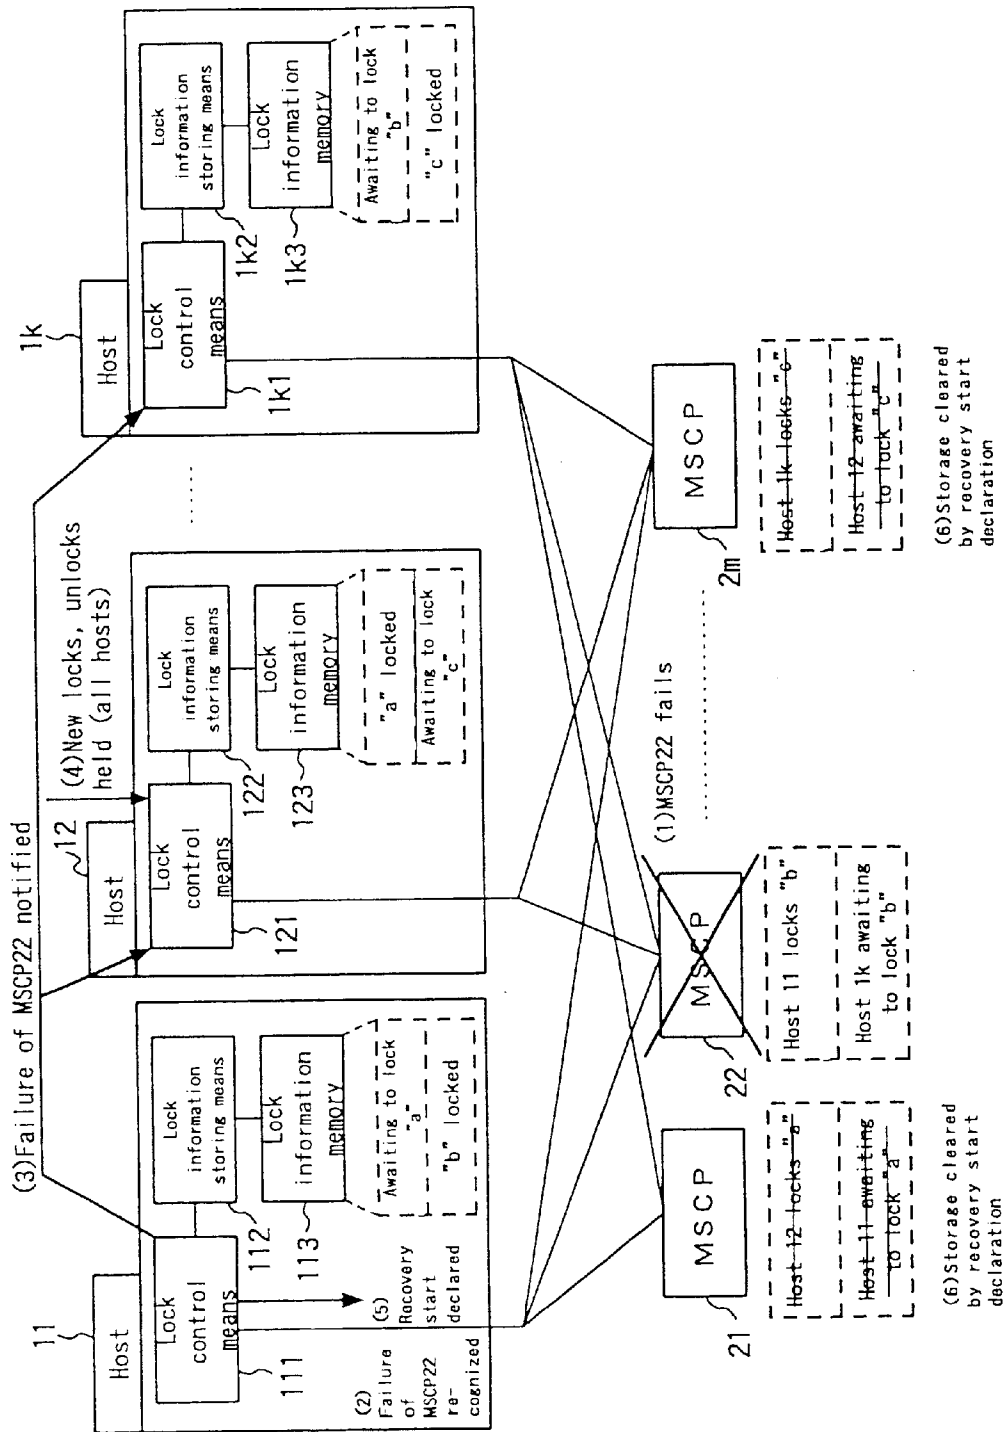 (3)Failure of MSCP22 notified
(4)New locks, unlocks
held (all hosts)
11
Host
Lock
control
means
111
Lock
information
storing means
112
Lock
information
memory
113
Awaiting to lock
"a"
"b" locked
(2)
Failure
of
MSCP22
re-
cognized
(5)
Recovery
start
declared
12
Host
Lock
control
means
121
Lock
information
storing means
122
Lock
information
memory
123
"a" locked
Awaiting to lock
"c"
........
1k
Host
Lock
control
means
1k1
Lock
information
storing means
1k2
Lock
information
memory
1k3
Awaiting to lock
"b"
"c" locked
MSCP
21
Host 12 locks "a"
Host 11 awaiting
to lock "a"
(6)Storage cleared
by recovery start
declaration
(1)MSCP22 fails
MSCP
22
Host 11 locks "b"
Host 1k awaiting
to lock "b"
................
MSCP
2m
Host 1k locks "c"
Host 12 awaiting
to lock "c"
(6)Storage cleared
by recovery start
declaration